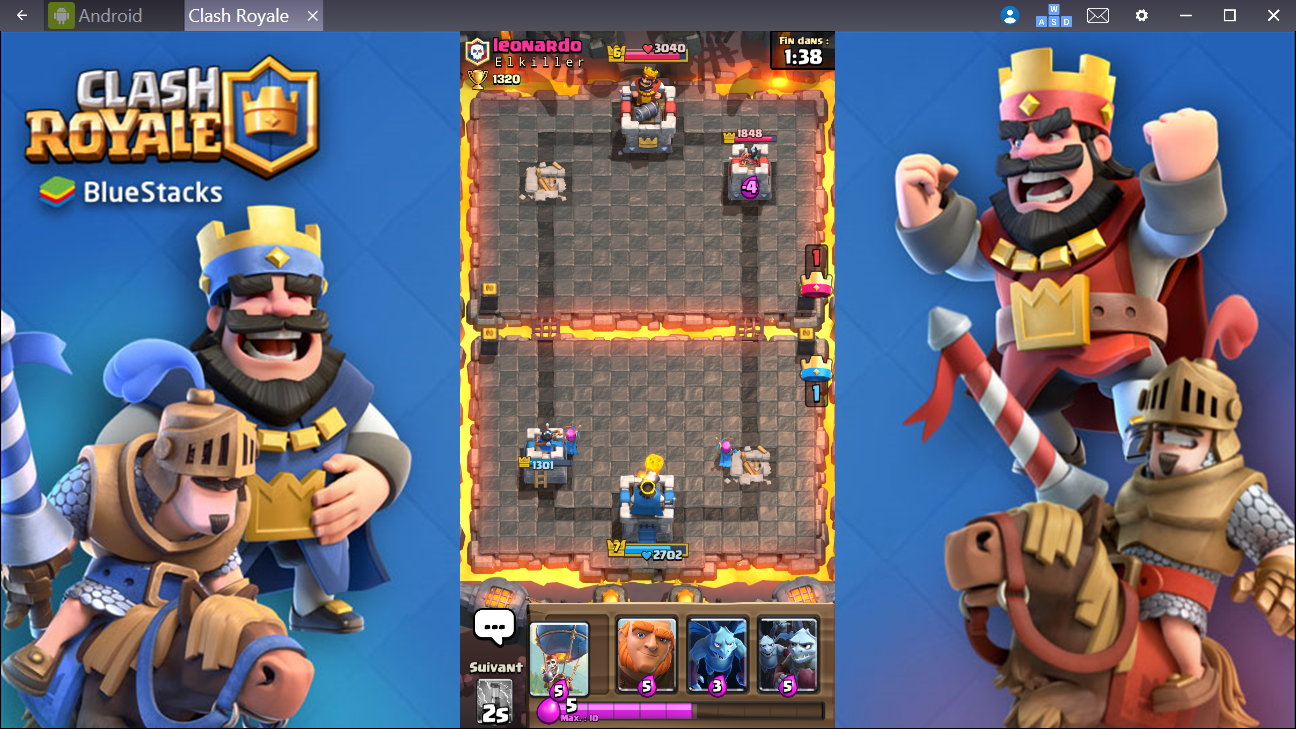 Android
Clash Royale
W
A S D
CLASH
ROYALE
BlueStacks
leonardo
Elkiller
1320
6 3040
Fin dans :
1:38
1848
-4
1
1
1301
7 2702
Suivant
2s
5
5
3
5
5
Max. : 10